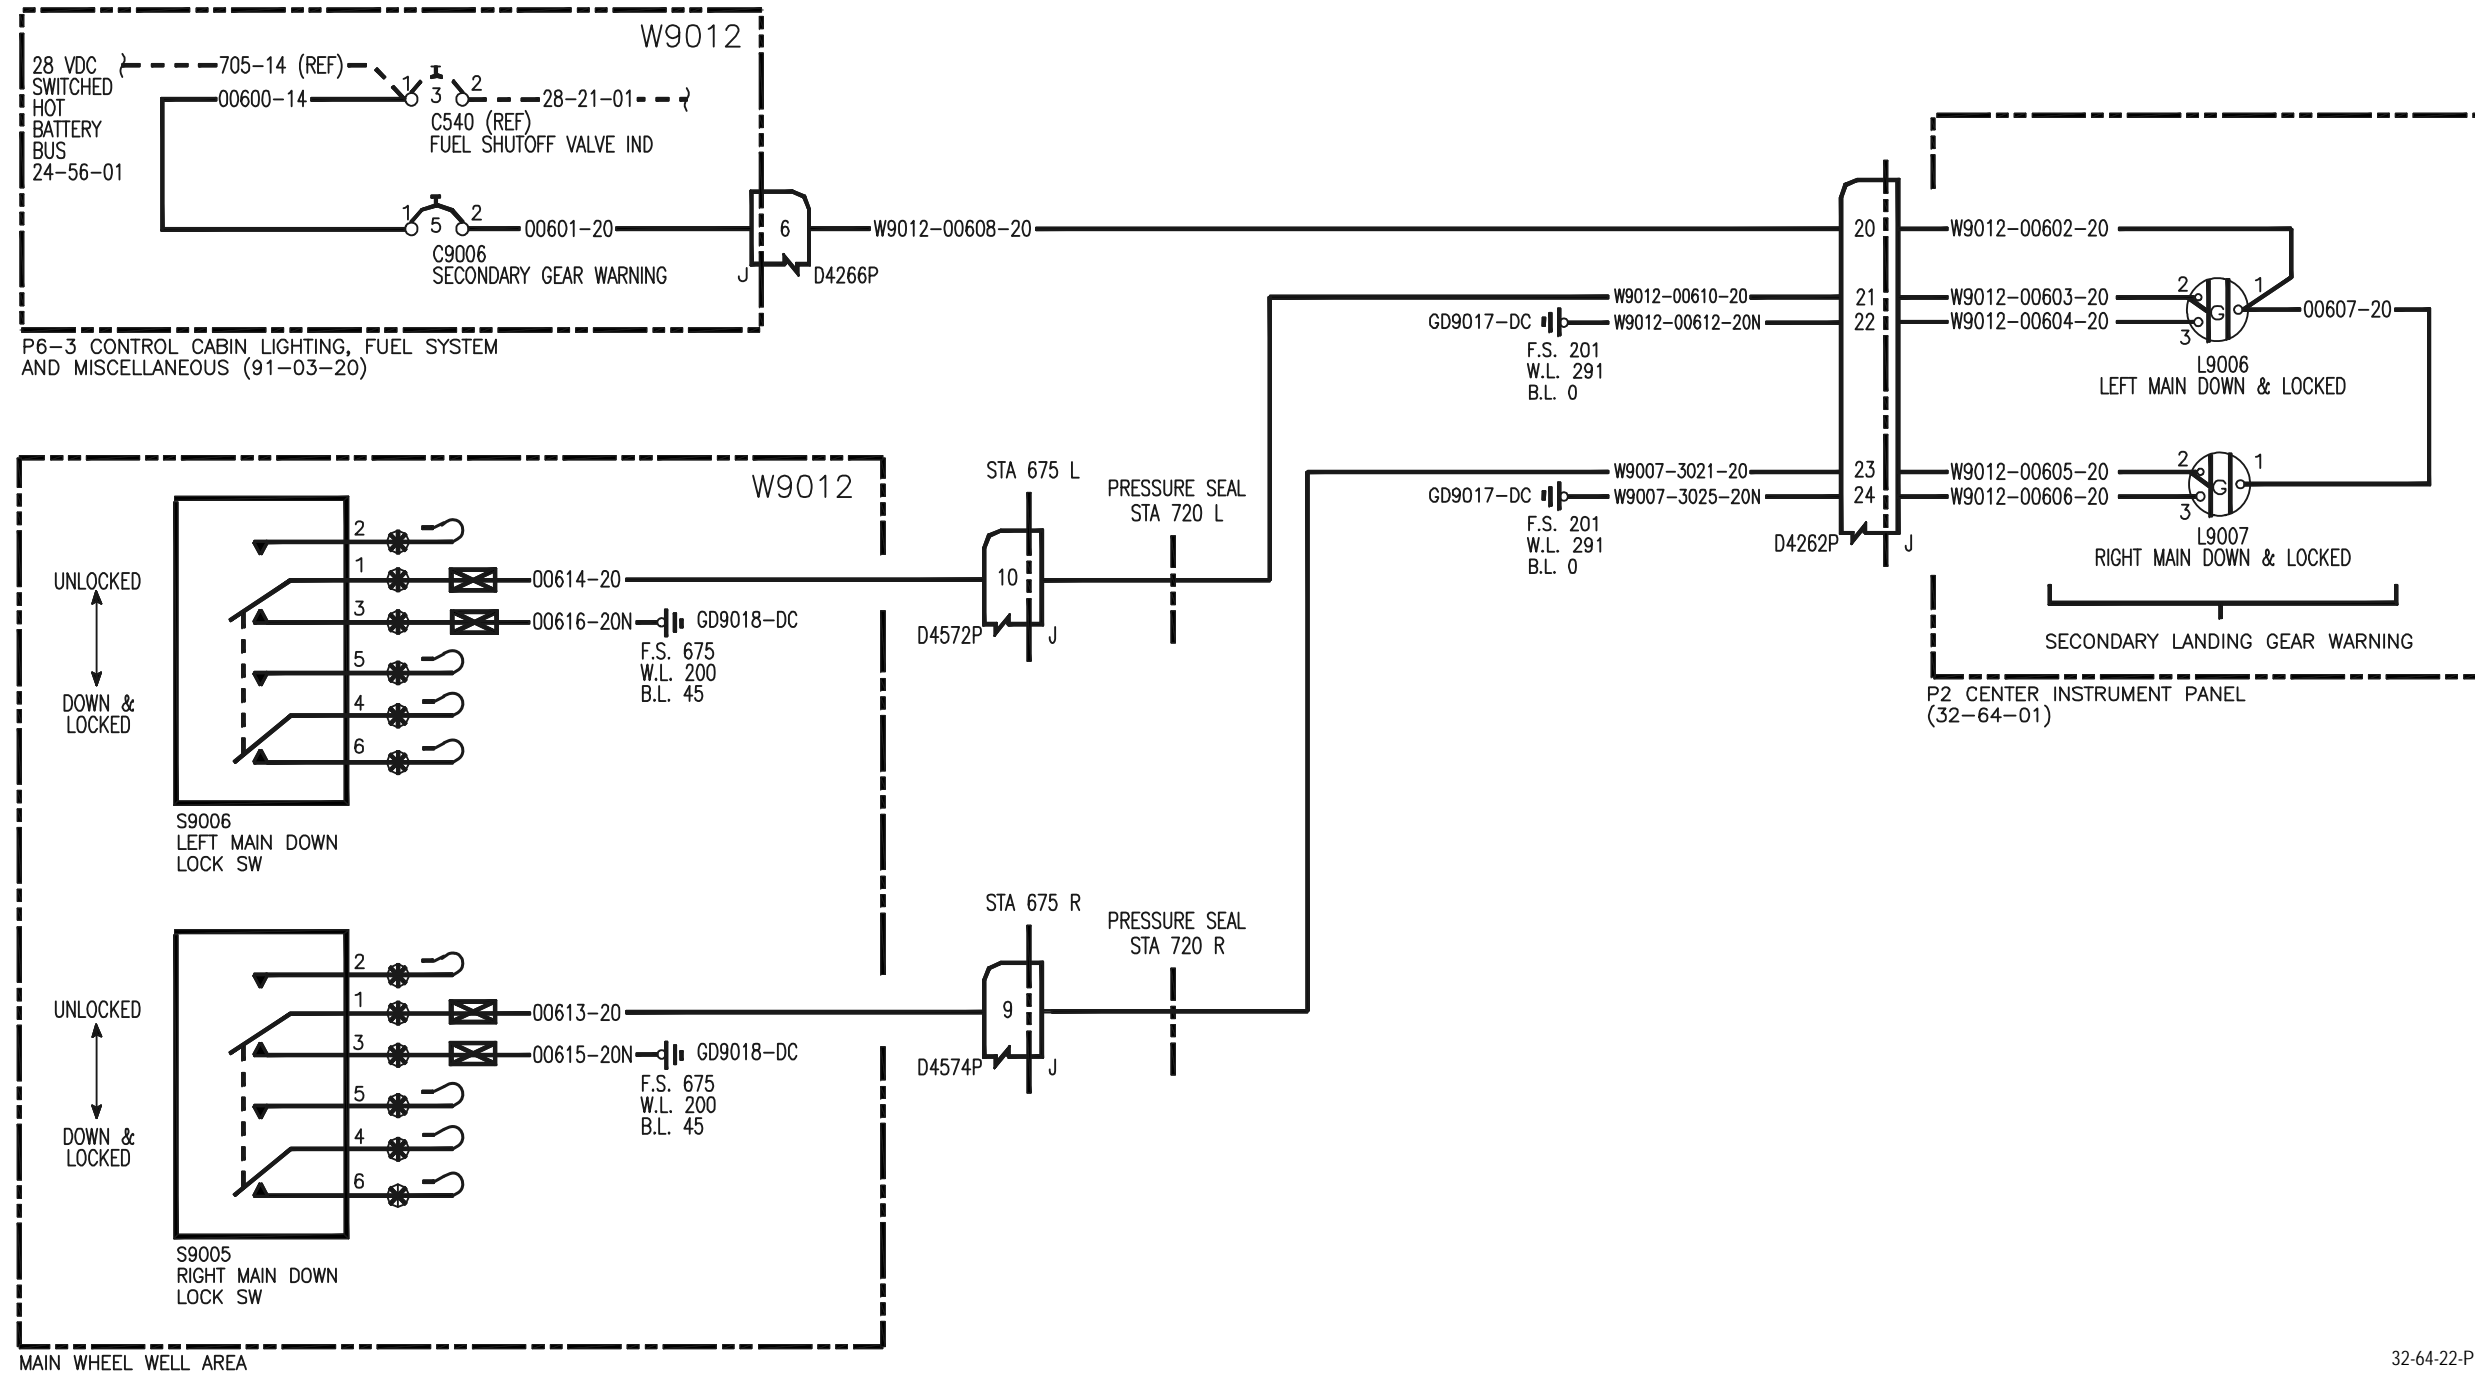 W9012
28 VDC
SWITCHED
HOT
BATTERY
BUS
24-56-01
705-14 (REF)
1
2
3
00600-14
28-21-01
C540 (REF)
FUEL SHUTOFF VALVE IND
1
2
5
00601-20
C9006
SECONDARY GEAR WARNING
6
J
D4266P
W9012-00608-20
P6-3 CONTROL CABIN LIGHTING, FUEL SYSTEM
AND MISCELLANEOUS (91-03-20)
20
W9012-00602-20
W9012-00610-20
21
W9012-00603-20
2
1
GD9017-DC
W9012-00612-20N
22
W9012-00604-20
3
G
00607-20
F.S. 201
W.L. 291
B.L. 0
L9006
LEFT MAIN DOWN & LOCKED
W9007-3021-20
23
W9012-00605-20
2
1
GD9017-DC
W9007-3025-20N
24
W9012-00606-20
3
G
F.S. 201
W.L. 291
B.L. 0
D4262P
J
L9007
RIGHT MAIN DOWN & LOCKED
SECONDARY LANDING GEAR WARNING
P2 CENTER INSTRUMENT PANEL
(32-64-01)
W9012
UNLOCKED
DOWN &
LOCKED
2
1
00614-20
3
00616-20N
GD9018-DC
F.S. 675
W.L. 200
B.L. 45
5
4
6
S9006
LEFT MAIN DOWN
LOCK SW
STA 675 L
10
D4572P
J
PRESSURE SEAL
STA 720 L
UNLOCKED
DOWN &
LOCKED
2
1
00613-20
3
00615-20N
GD9018-DC
F.S. 675
W.L. 200
B.L. 45
5
4
6
S9005
RIGHT MAIN DOWN
LOCK SW
STA 675 R
9
D4574P
J
PRESSURE SEAL
STA 720 R
MAIN WHEEL WELL AREA
32-64-22-P